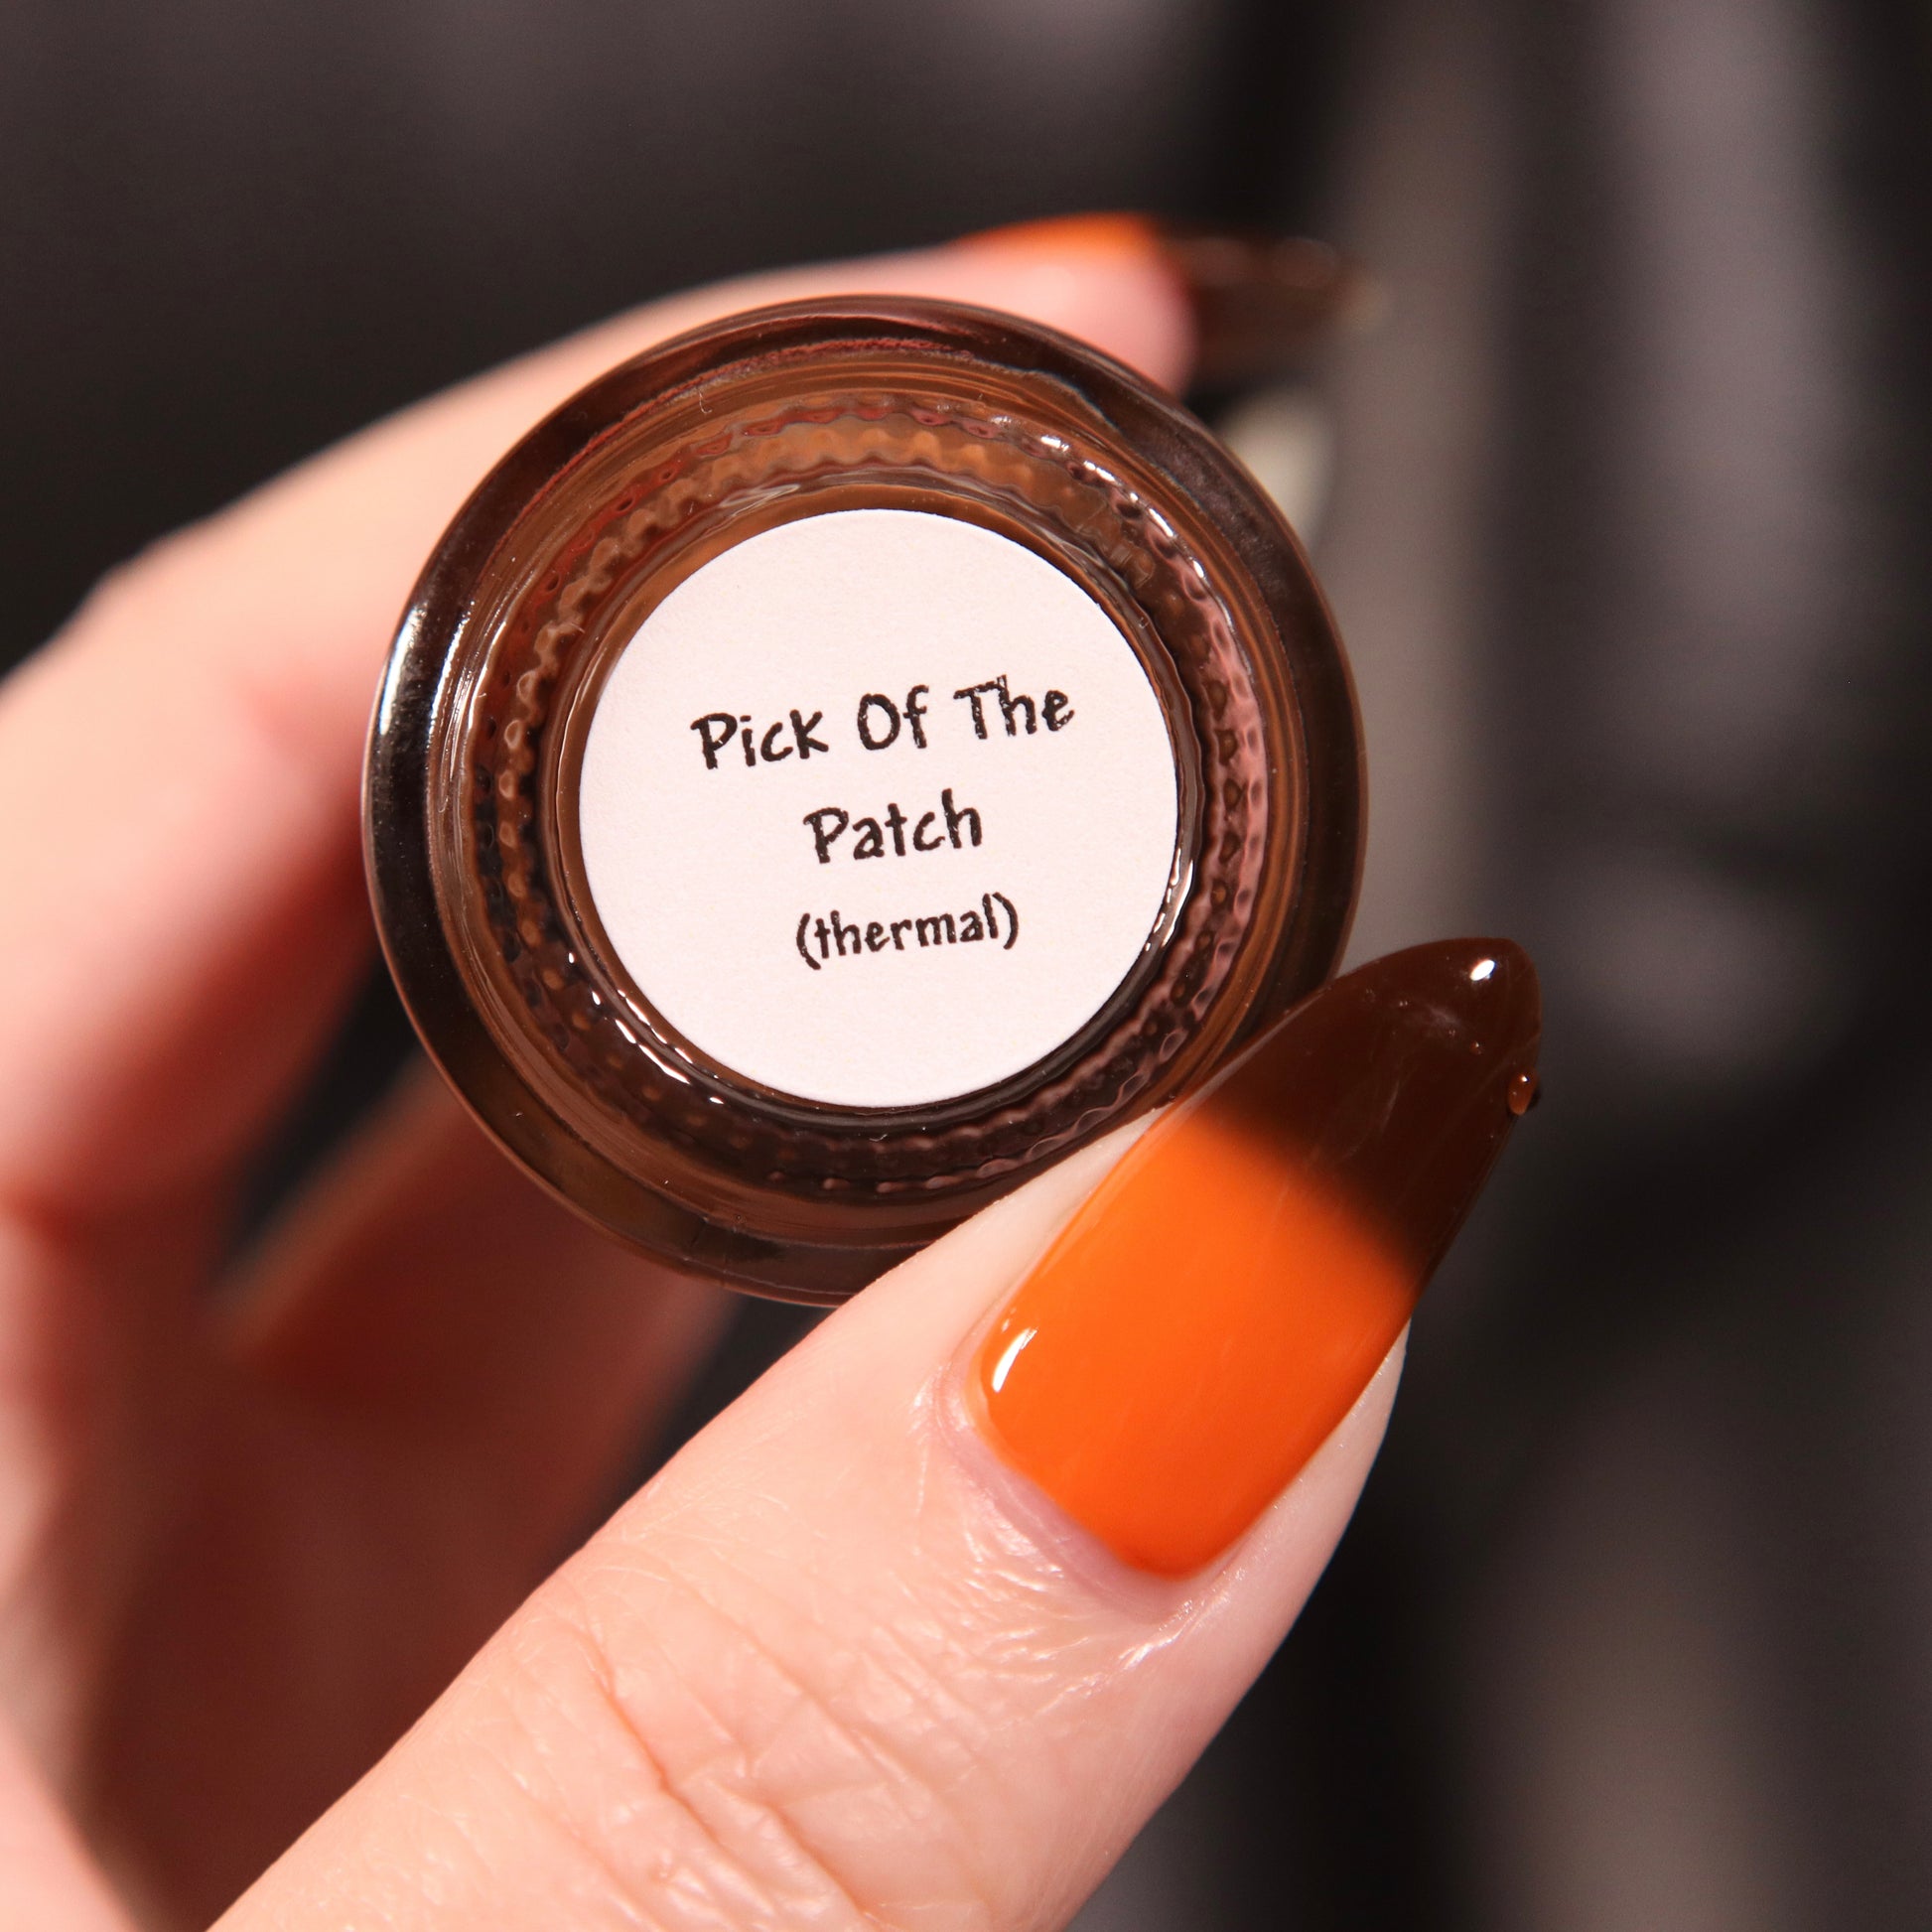 Pick Of The
Patch
(thermal)